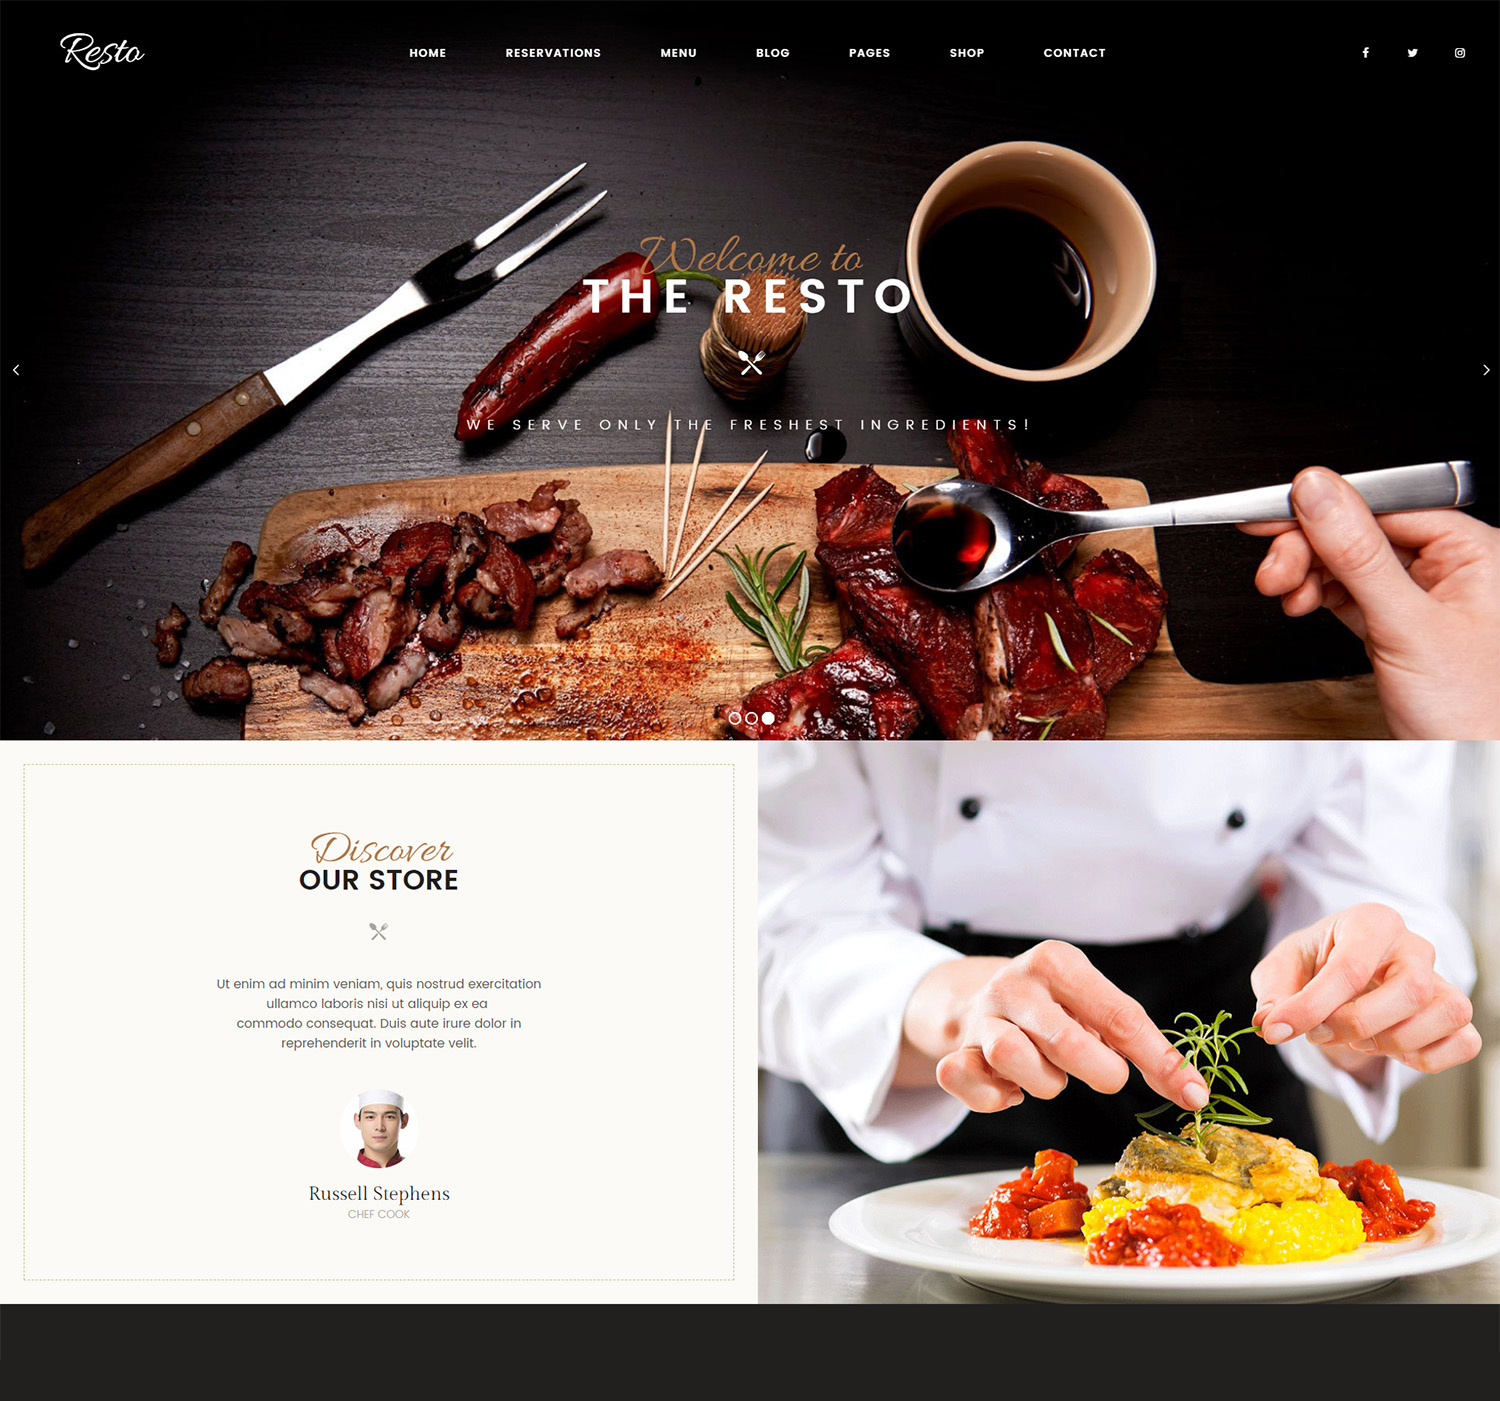 Resto
HOME RESERVATIONS MENU BLOG PAGES SHOP CONTACT
Welcome to
THE RESTO
WE SERVE ONLY THE FRESHEST INGREDIENTS!
Discover
OUR STORE
Ut enim ad minim veniam, quis nostrud exercitation
ullamco laboris nisi ut aliquip ex ea
commodo consequat. Duis aute irure dolor in
reprehenderit in voluptate velit.
Russell Stephens
CHEF COOK